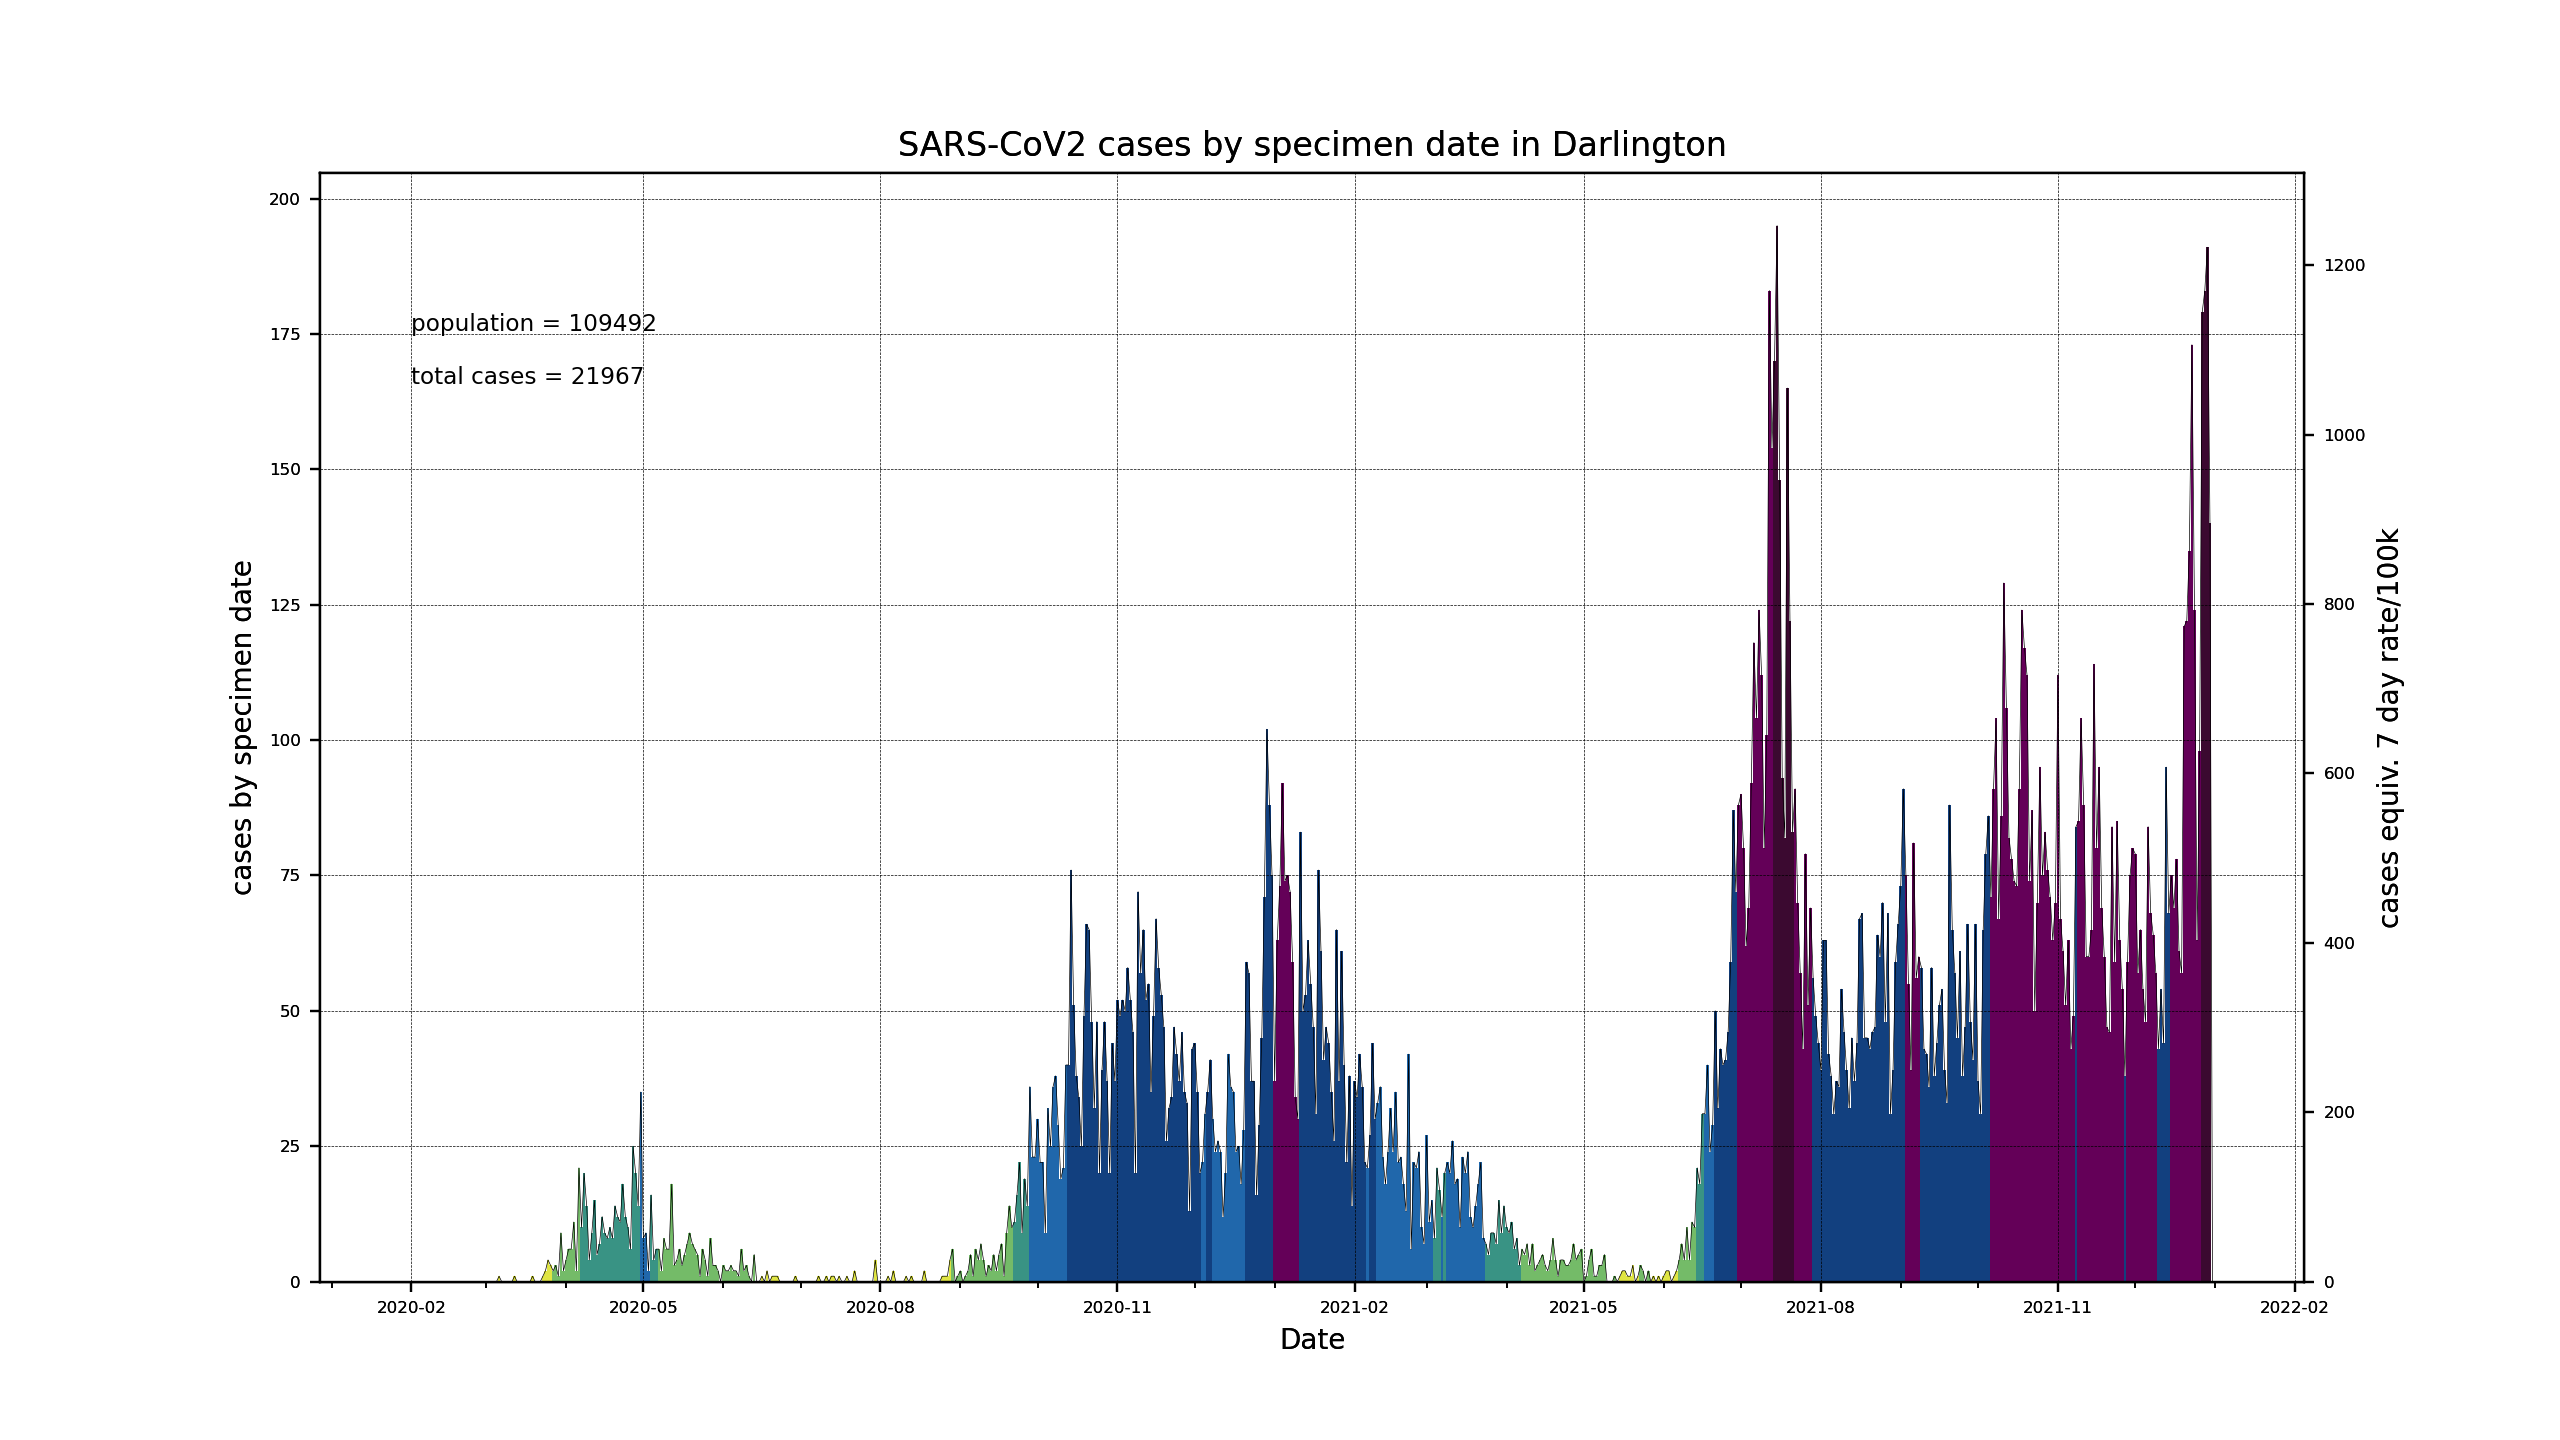 SARS-CoV2 cases by specimen date in Darlington
200
175
150
125
100
75
50
25
0
cases by specimen date
population = 109492
total cases = 21967
1200
1000
800
600
400
200
0
cases equiv. 7 day rate/100k
2020-02 2020-05 2020-08 2020-11 2021-02 2021-05 2021-08 2021-11 2022-02
Date